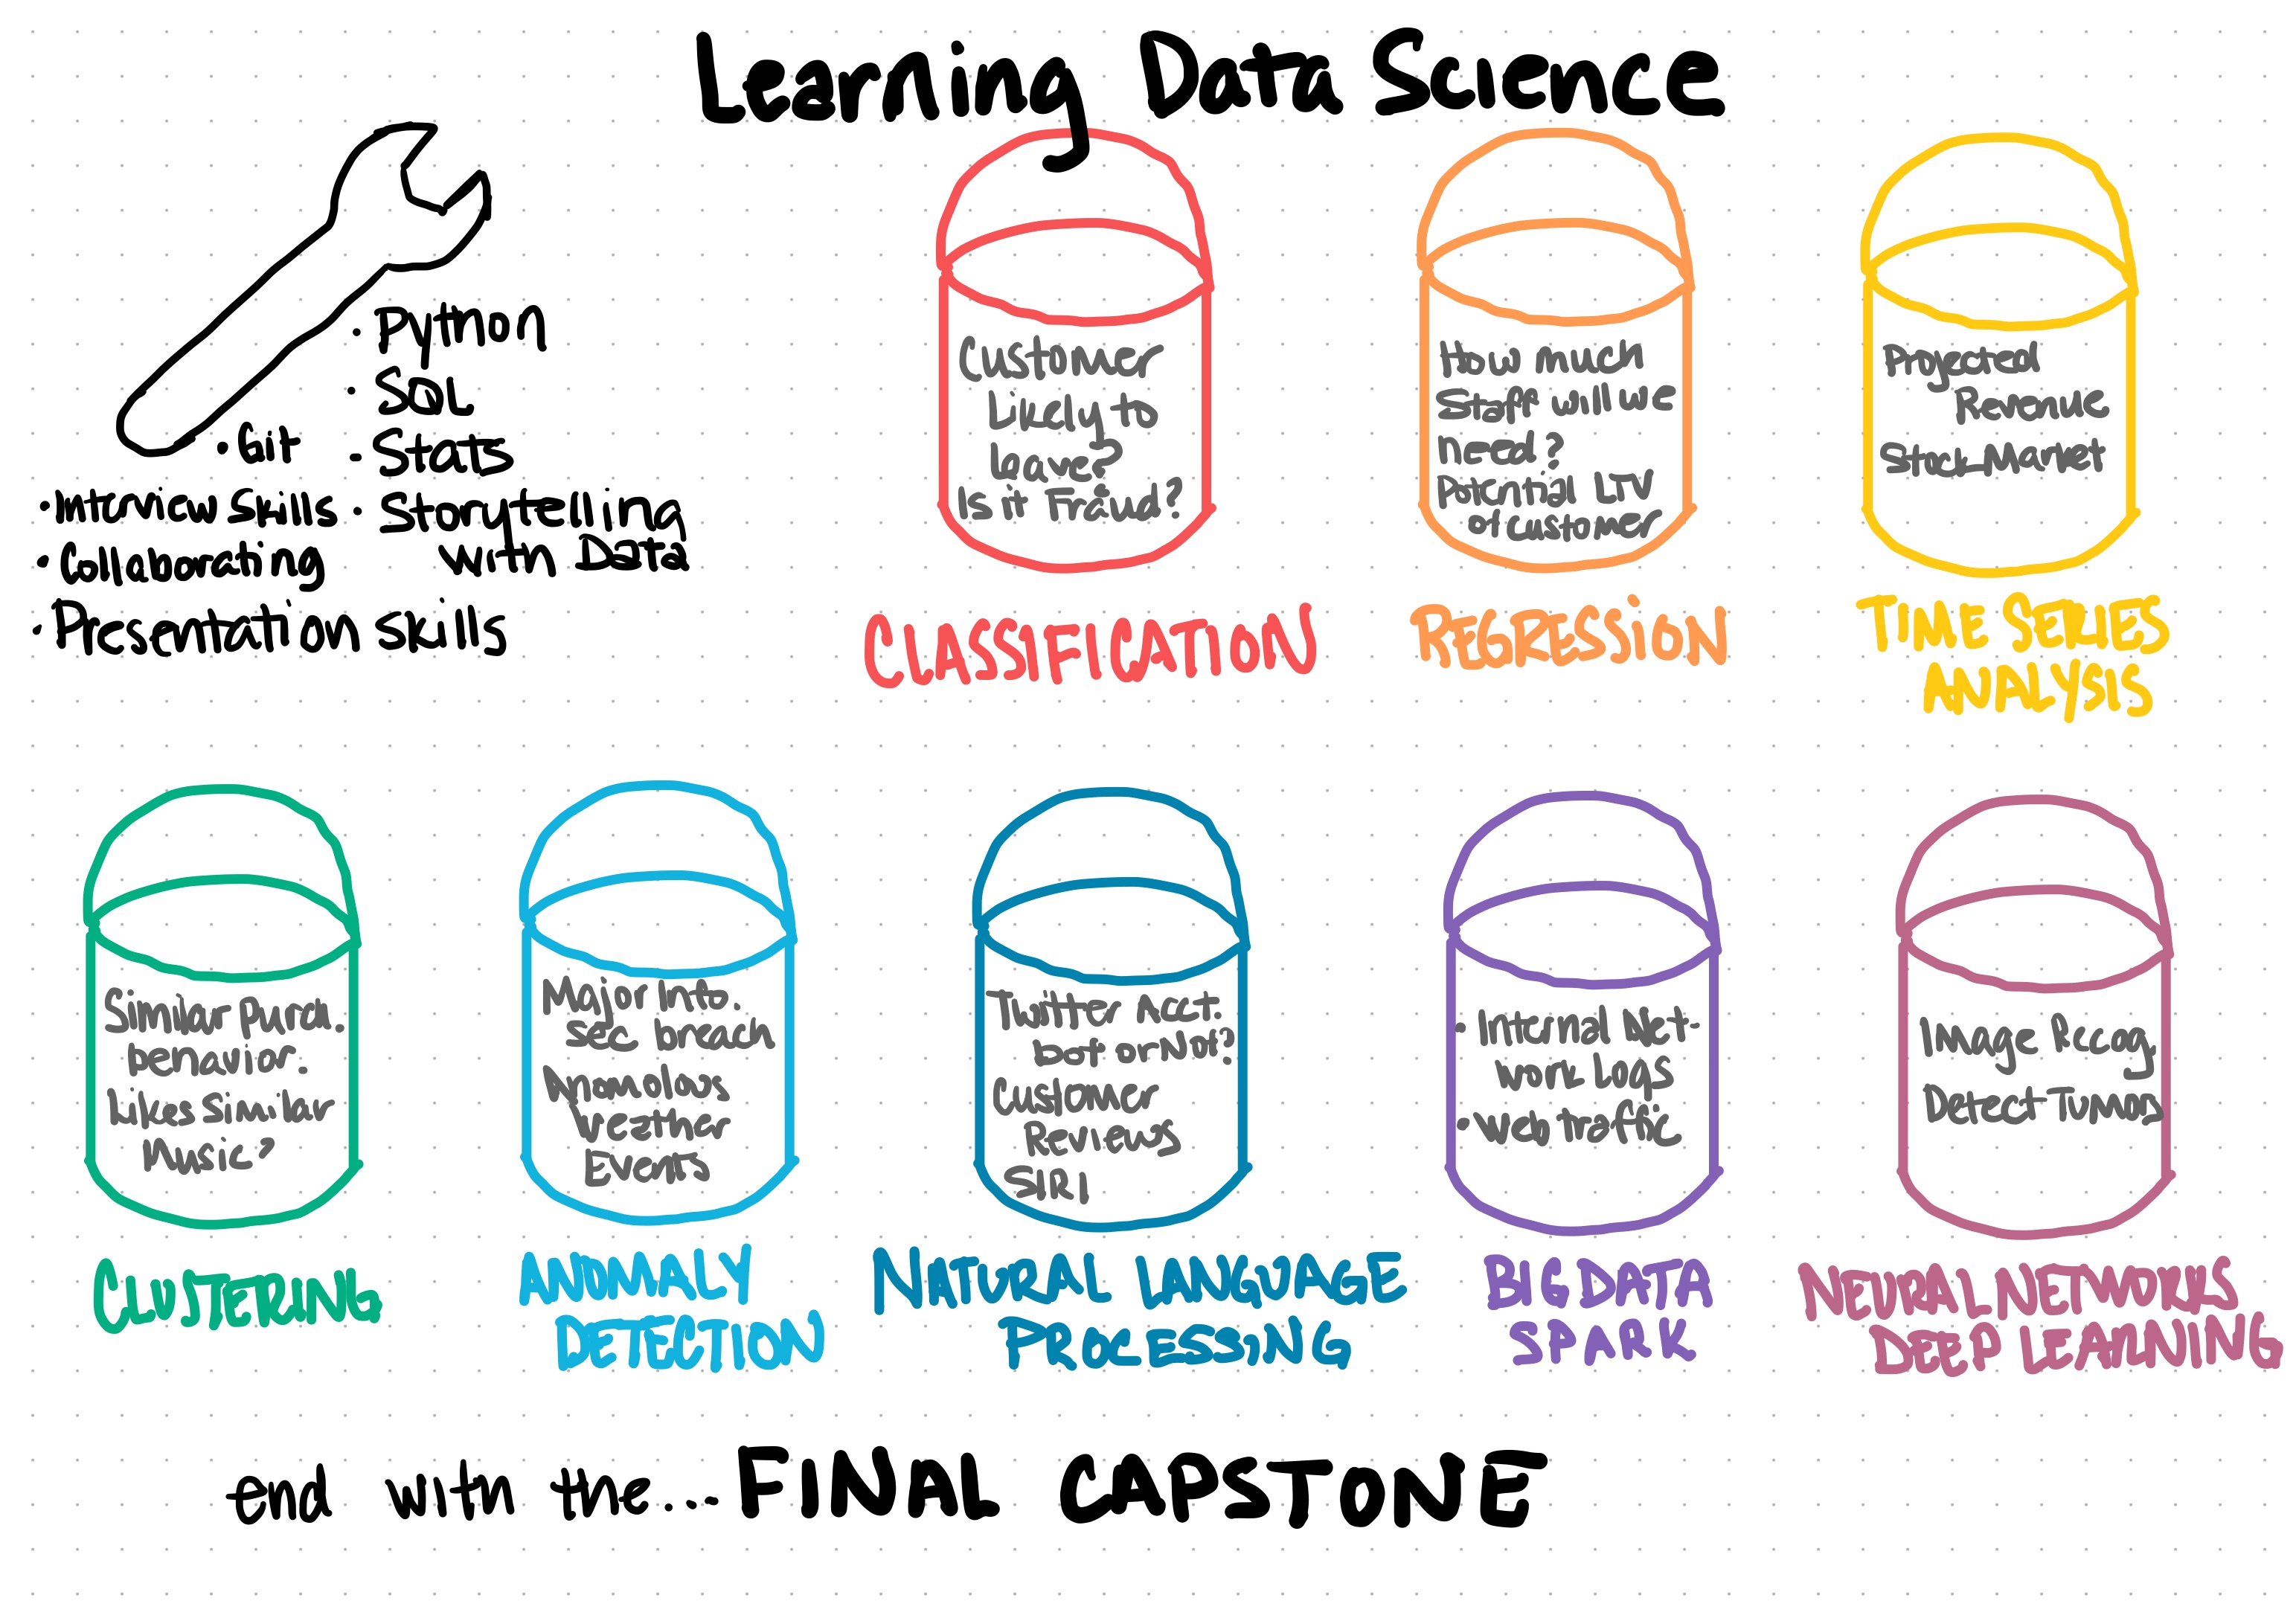 Learning Data Science
• Python
• SQL
• Git
• Stats
• Interview Skills
• Storytelling
with Data
• Collaborating
• Presentation skills
Customer
Likely to
leave?
Is it Fraud?
CLASSIFICATION
How much
Staff will we
need?
Potential LTV
of customer
REGRESSION
Projected
Revenue
Stock Market
TIME SERIES
ANALYSIS
Similar purch.
behavior.
Likes Similar
Music?
CLUSTERING
Major Info.
sec breach
Anomolous
Weather
Events
ANOMALY
DETECTION
Twitter Acct.
bot or Not?
Customer
Reviews
SIRI
NATURAL LANGUAGE
PROCESSING
• Internal Net-
work Logs
• Web traffic
BIG DATA
SPARK
Image Recog.
Detect Tumors
NEURAL NETWORKS
DEEP LEARNING
end with the... FINAL CAPSTONE